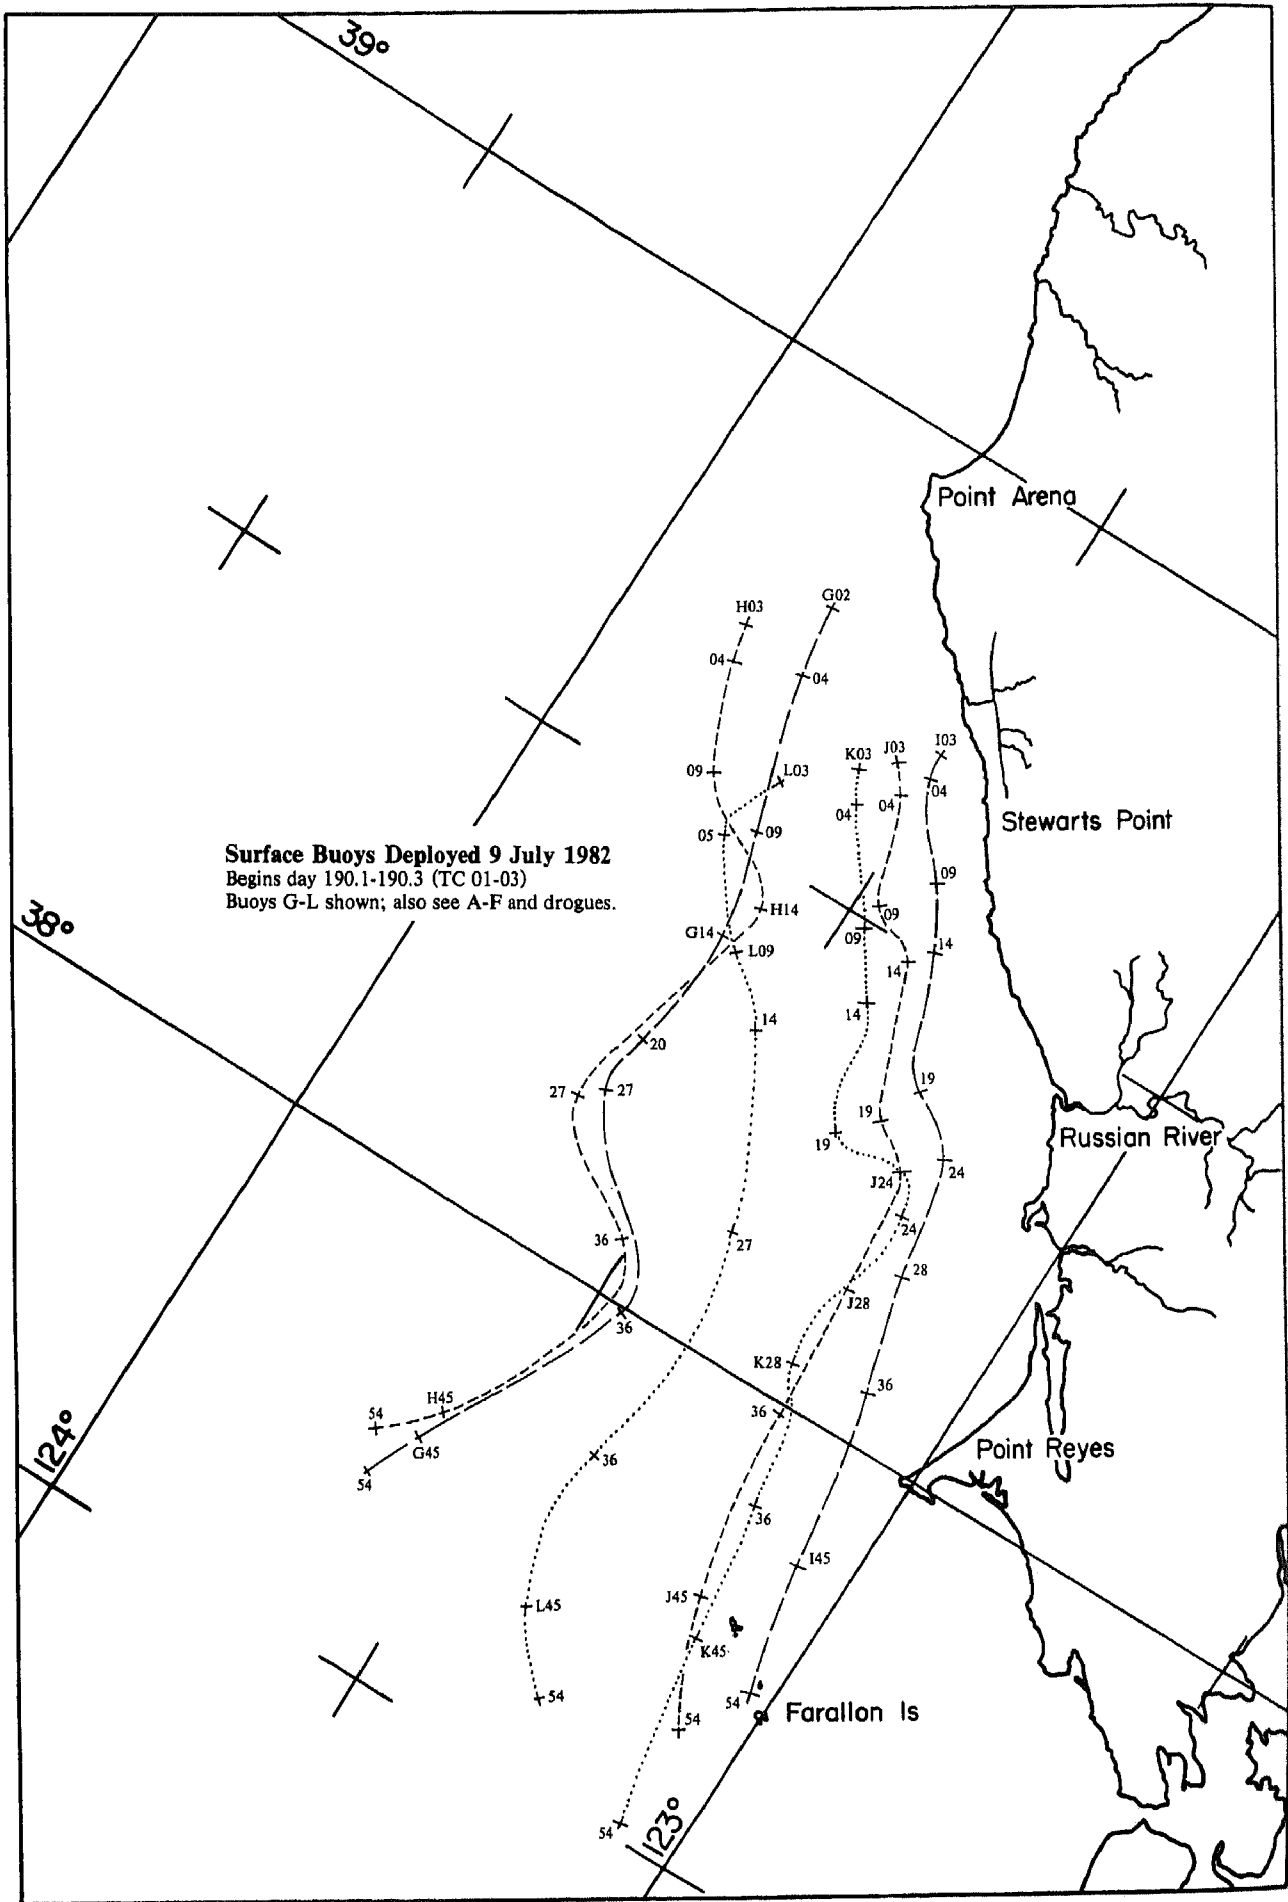 39°
Point Arena
H03
G02
04
04
K03
J03
I03
09
L03
04
04
04
Stewarts Point
05
09
Surface Buoys Deployed 9 July 1982
Begins day 190.1-190.3 (TC 01-03)
Buoys G-L shown; also see A-F and drogues.
09
H14
09
38°
G14
09
L09
14
14
14
14
20
27
27
19
19
Russian River
19
J24
24
24
36
27
28
J28
36
K28
36
H45
36
54
124°
G45
Point Reyes
36
54
36
I45
L45
J45
K45
54
54
Farallon Is
54
54
123°